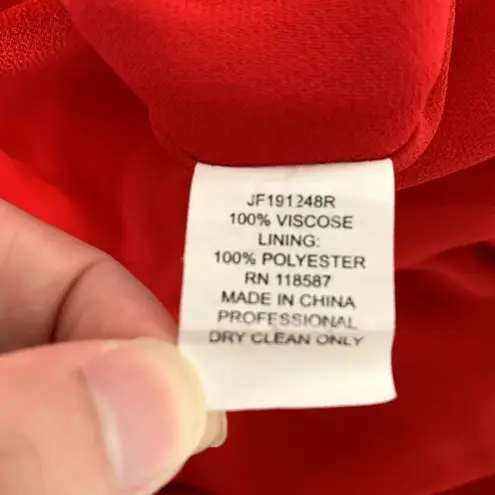 JF191248R
100% VISCOSE
LINING:
100% POLYESTER
RN 118587
MADE IN CHINA
PROFESSIONAL
DRY CLEAN ONLY